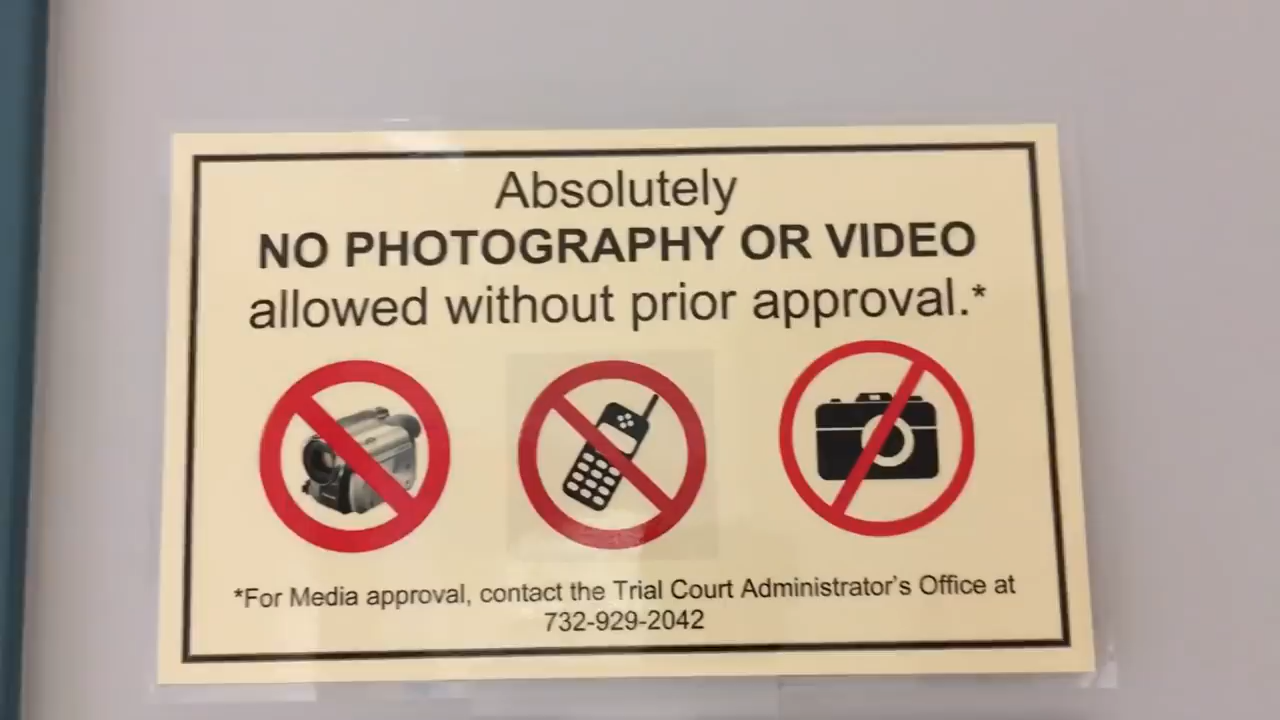 Absolutely
NO PHOTOGRAPHY OR VIDEO
allowed without prior approval.*
*For Media approval, contact the Trial Court Administrator's Office at
732-929-2042